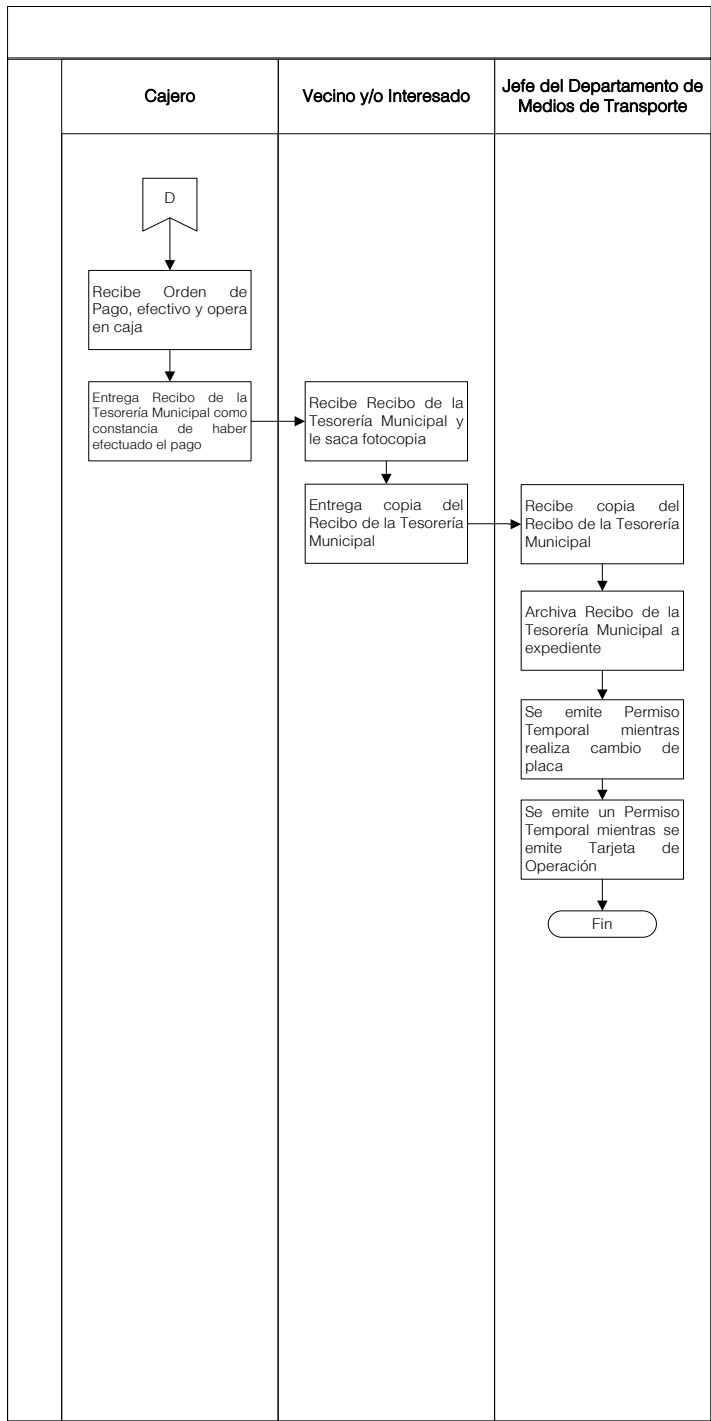 Cajero
Vecino y/o Interesado
Jefe del Departamento de
Medios de Transporte
D
Recibe Orden de
Pago, efectivo y opera
en caja
Entrega Recibo de la
Tesorería Municipal como
constancia de haber
efectuado el pago
Recibe Recibo de la
Tesorería Municipal y
le saca fotocopia
Entrega copia del
Recibo de la Tesorería
Municipal
Recibe copia del
Recibo de la Tesorería
Municipal
Archiva Recibo de la
Tesorería Municipal a
expediente
Se emite Permiso
Temporal mientras
realiza cambio de
placa
Se emite un Permiso
Temporal mientras se
emite Tarjeta de
Operación
Fin